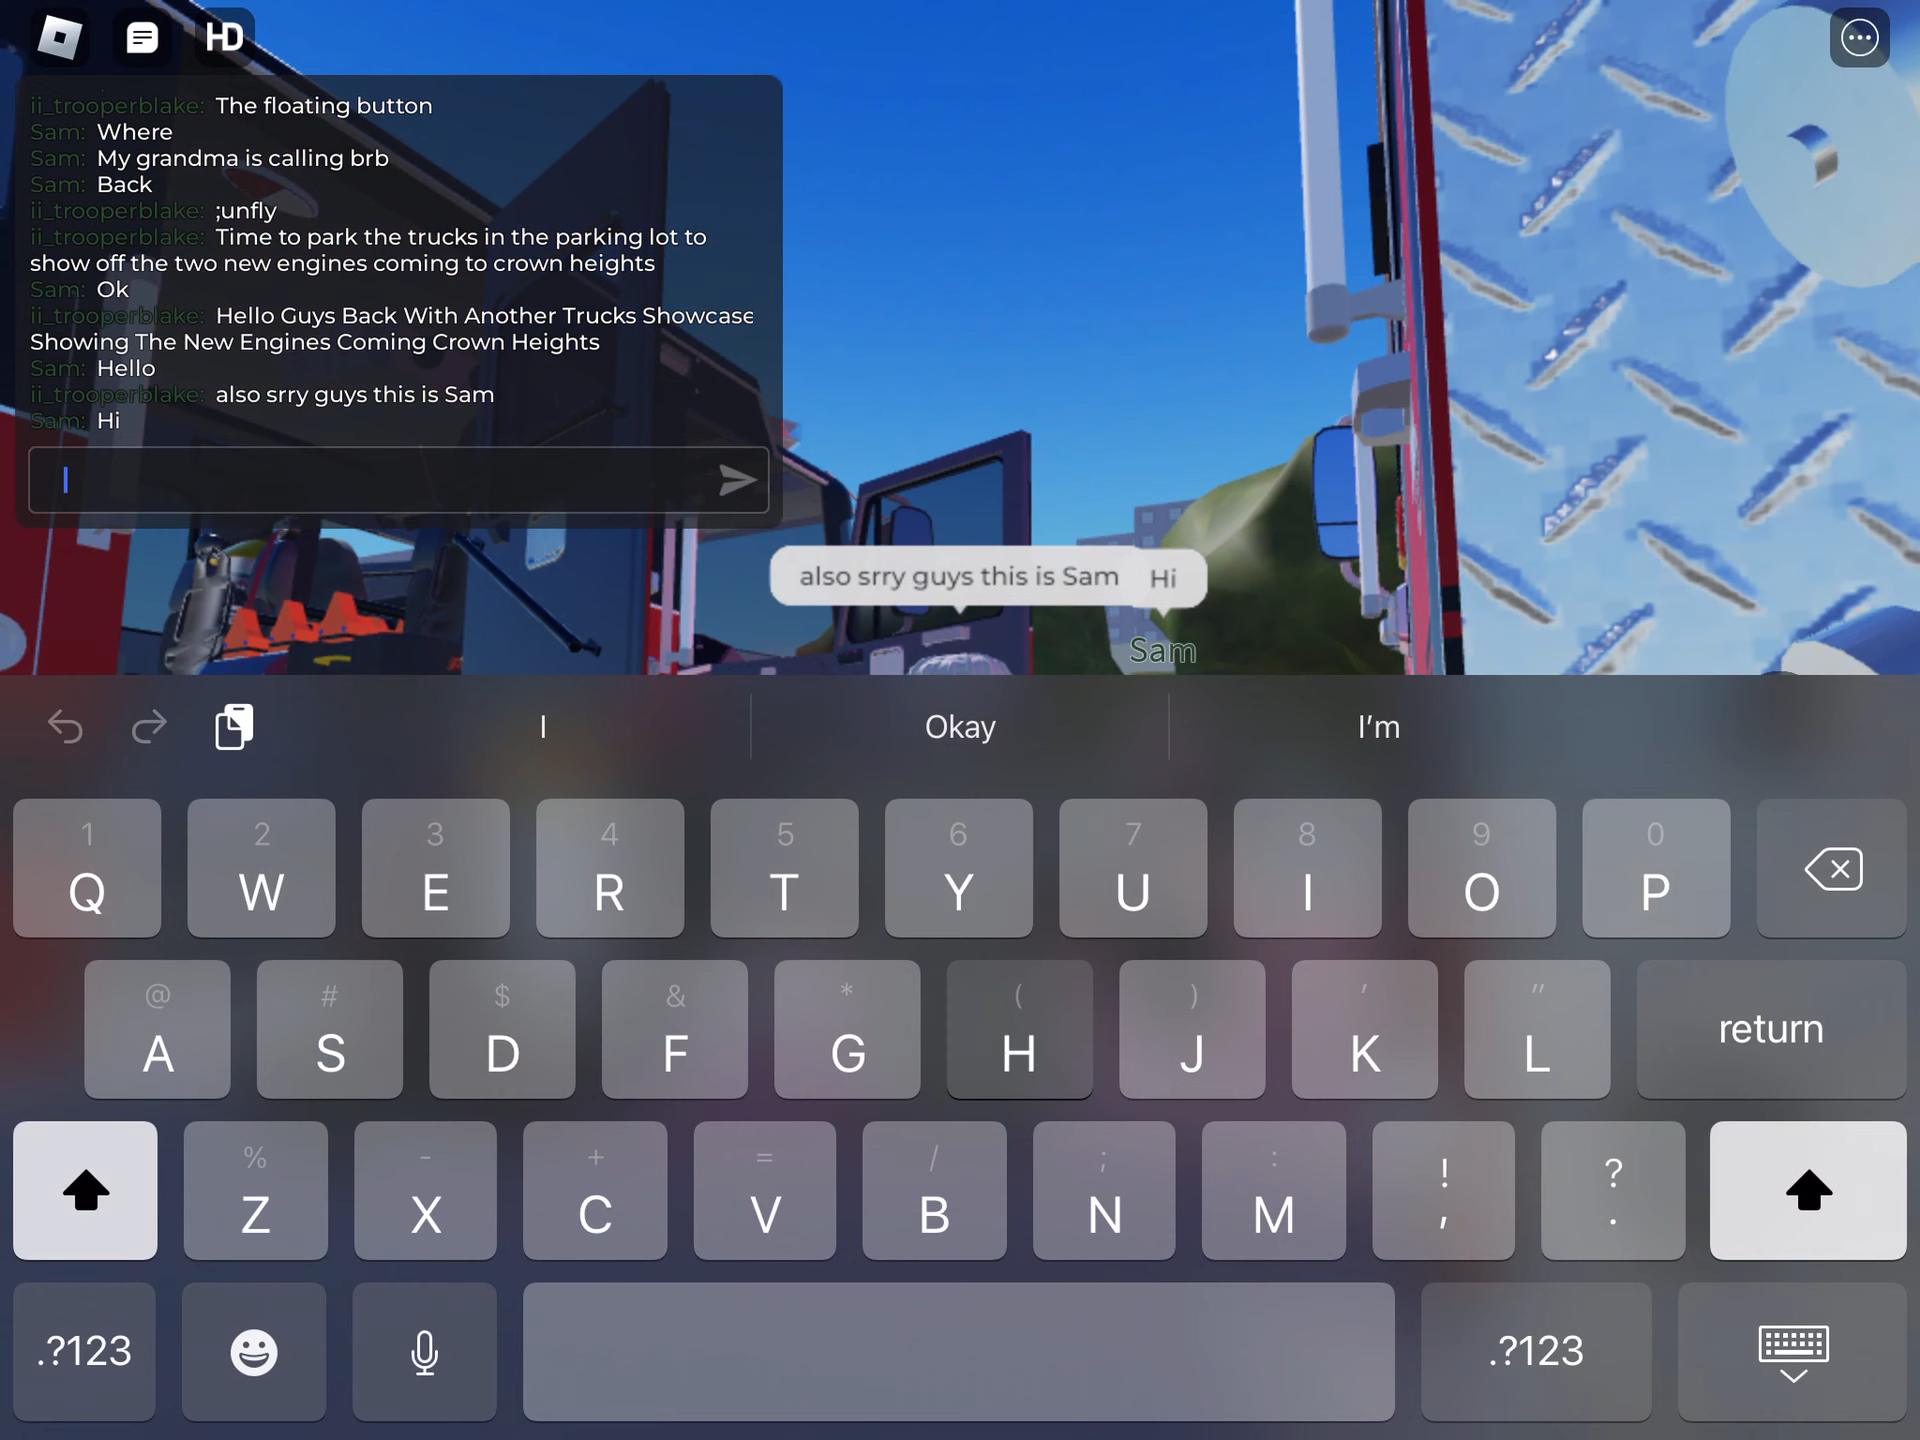 HD
ii_trooperblake: The floating button
Sam: Where
Sam: My grandma is calling brb
Sam: Back
ii_trooperblake: ;unfly
ii_trooperblake: Time to park the trucks in the parking lot to
show off the two new engines coming to crown heights
Sam: Ok
ii_trooperblake: Hello Guys Back With Another Trucks Showcase
Showing The New Engines Coming Crown Heights
Sam: Hello
ii_trooperblake: also srry guys this is Sam
Sam: Hi
also srry guys this is Sam
Hi
Sam
I Okay I'm
1 2 3 4 5 6 7 8 9 0
Q W E R T Y U I O P
@ # $ & * ( ) ' "
A S D F G H J K L return
% - + = / ; : ! ?
Z X C V B N M , .
.?123 .?123